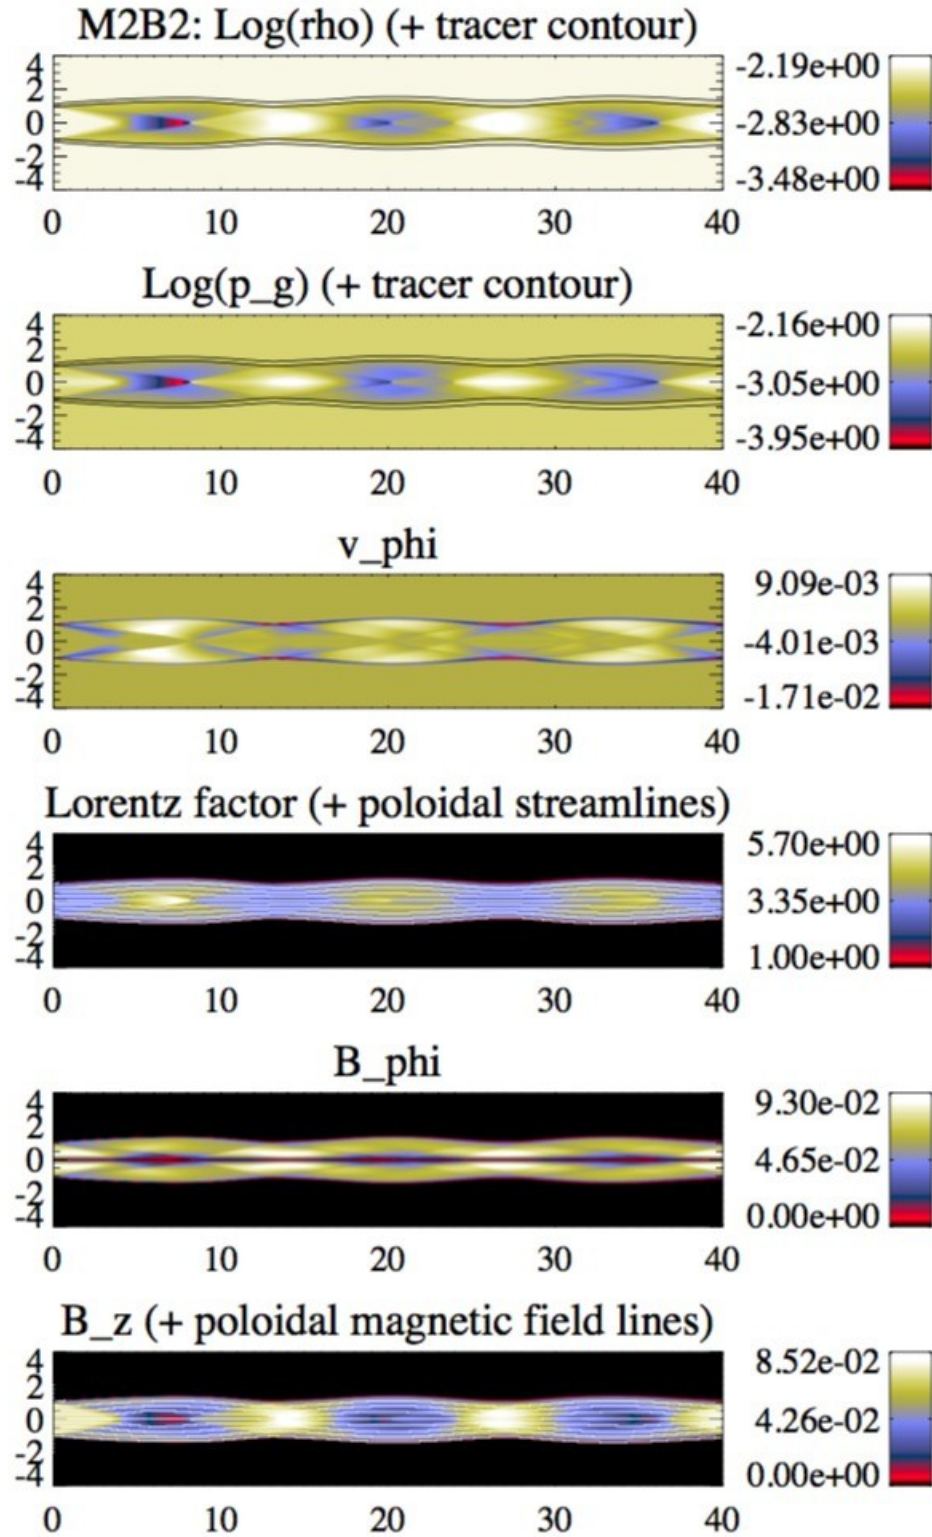 M2B2: Log(rho) (+ tracer contour)
4
2
0
-2
-4
0 10 20 30 40
-2.19e+00
-2.83e+00
-3.48e+00
Log(p_g) (+ tracer contour)
4
2
0
-2
-4
0 10 20 30 40
-2.16e+00
-3.05e+00
-3.95e+00
v_phi
4
2
0
-2
-4
0 10 20 30 40
9.09e-03
-4.01e-03
-1.71e-02
Lorentz factor (+ poloidal streamlines)
4
2
0
-2
-4
0 10 20 30 40
5.70e+00
3.35e+00
1.00e+00
B_phi
4
2
0
-2
-4
0 10 20 30 40
9.30e-02
4.65e-02
0.00e+00
B_z (+ poloidal magnetic field lines)
4
2
0
-2
-4
0 10 20 30 40
8.52e-02
4.26e-02
0.00e+00